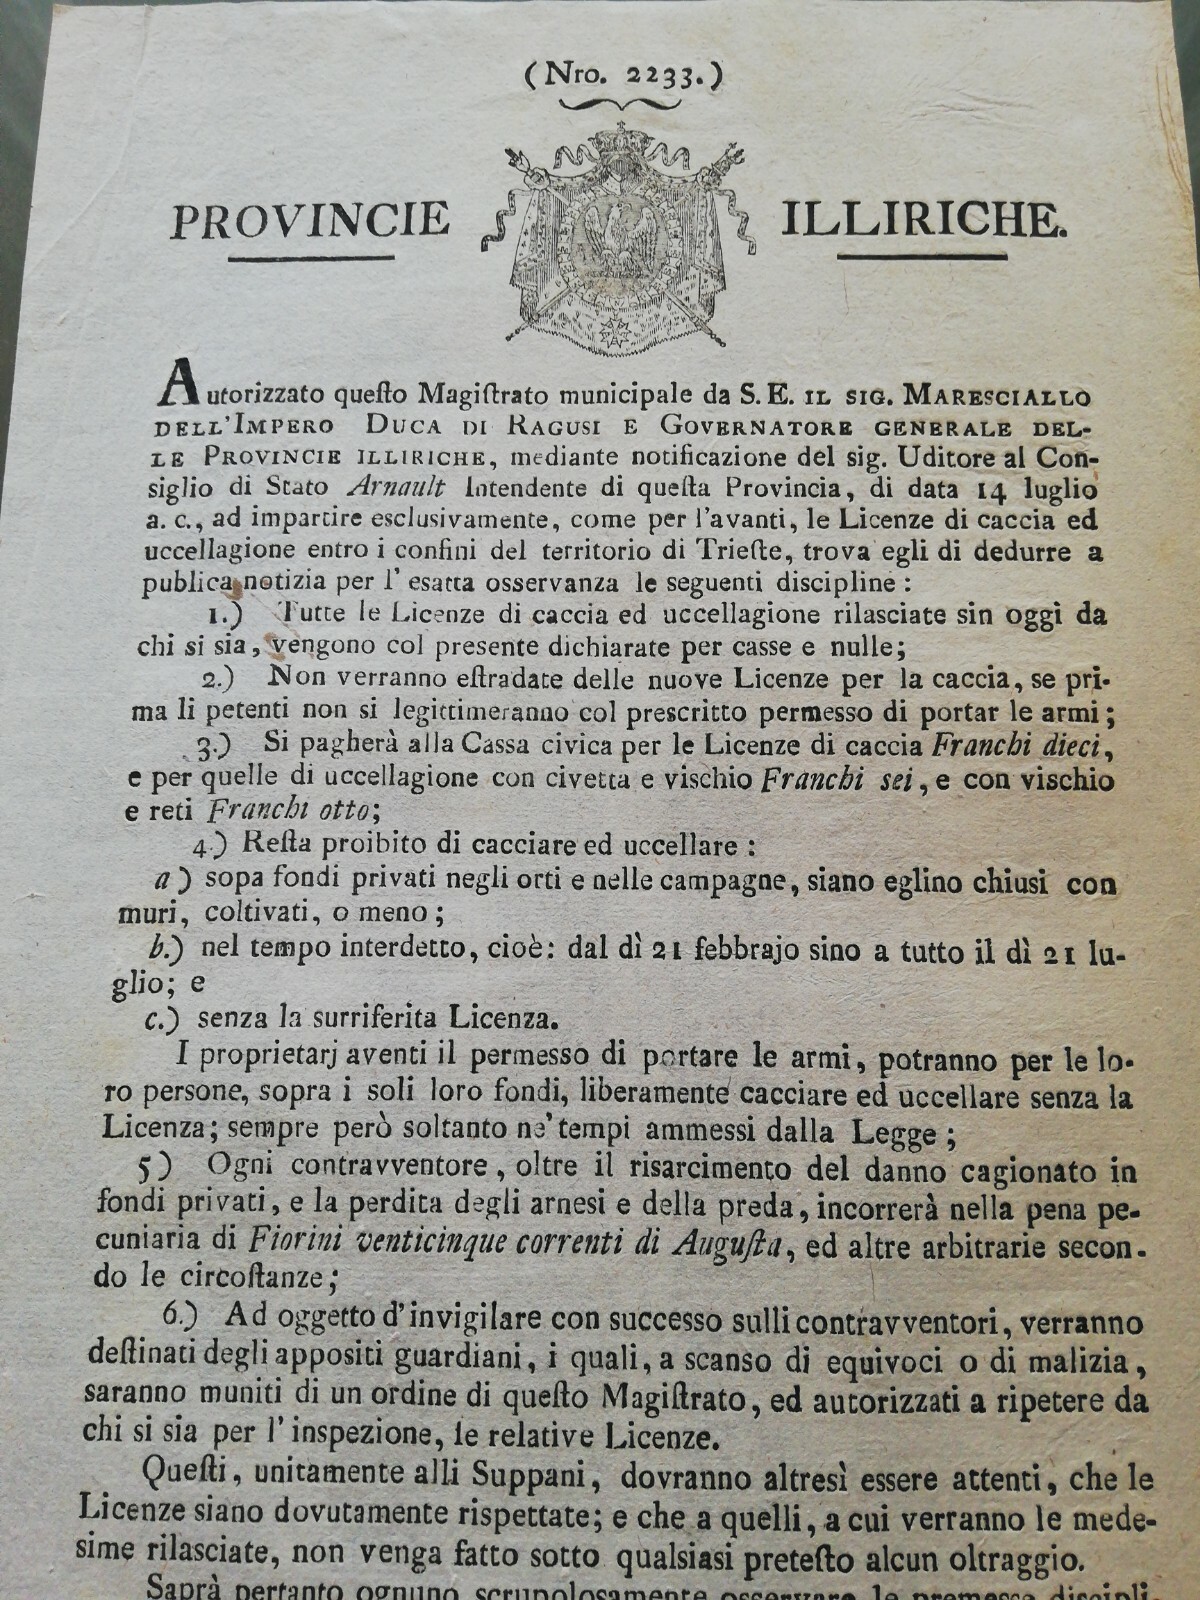 (Nro. 2233.)
PROVINCIE ILLIRICHE.
Autorizzato queſto Magiſtrato municipale da S. E. IL SIG. MARESCIALLO
DELL'IMPERO DUCA DI RAGUSI E GOVERNATORE GENERALE DEL-
LE PROVINCIE ILLIRICHE, mediante notificazione del sig. Uditore al Con-
siglio di Stato Arnault Intendente di queſta Provincia, di data 14 luglio
a. c., ad impartire esclusivamente, come per l'avanti, le Licenze di caccia ed
uccellagione entro i confini del territorio di Trieſte, trova egli di dedurre a
publica notizia per l' esatta osservanza le seguenti discipline :
1.) Tutte le Licenze di caccia ed uccellagione rilasciate sin oggi da
chi si sia, vengono col presente dichiarate per casse e nulle;
2.) Non verranno eſtradate delle nuove Licenze per la caccia, se pri-
ma li petenti non si legittimeranno col prescritto permesso di portar le armi;
3.) Si pagherà alla Cassa civica per le Licenze di caccia Franchi dieci,
e per quelle di uccellagione con civetta e vischio Franchi sei, e con vischio
e reti Franchi otto;
4.) Reſta proibito di cacciare ed uccellare :
a) sopa fondi privati negli orti e nelle campagne, siano eglino chiusi con
muri, coltivati, o meno;
b.) nel tempo interdetto, cioè: dal dì 21 febbrajo sino a tutto il dì 21 lu-
glio; e
c.) senza la surriferita Licenza.
I proprietarj aventi il permesso di portare le armi, potranno per le lo-
ro persone, sopra i soli loro fondi, liberamente cacciare ed uccellare senza la
Licenza; sempre però soltanto ne' tempi ammessi dalla Legge;
5) Ogni contravventore, oltre il risarcimento del danno cagionato in
fondi privati, e la perdita degli arnesi e della preda, incorrerà nella pena pe-
cuniaria di Fiorini venticinque correnti di Auguſta, ed altre arbitrarie secon-
do le circoſtanze;
6.) Ad oggetto d' invigilare con successo sulli contravventori, verranno
deſtinati degli appositi guardiani, i quali, a scanso di equivoci o di malizia,
saranno muniti di un ordine di queſto Magiſtrato, ed autorizzati a ripetere da
chi si sia per l' inspezione, le relative Licenze.
Queſti, unitamente alli Suppani, dovranno altresì essere attenti, che le
Licenze siano dovutamente rispettate; e che a quelli, a cui verranno le mede-
sime rilasciate, non venga fatto sotto qualsiasi preteſto alcun oltraggio.
Saprà pertanto ognuno scrupolosamente osservare le premesse discipli-